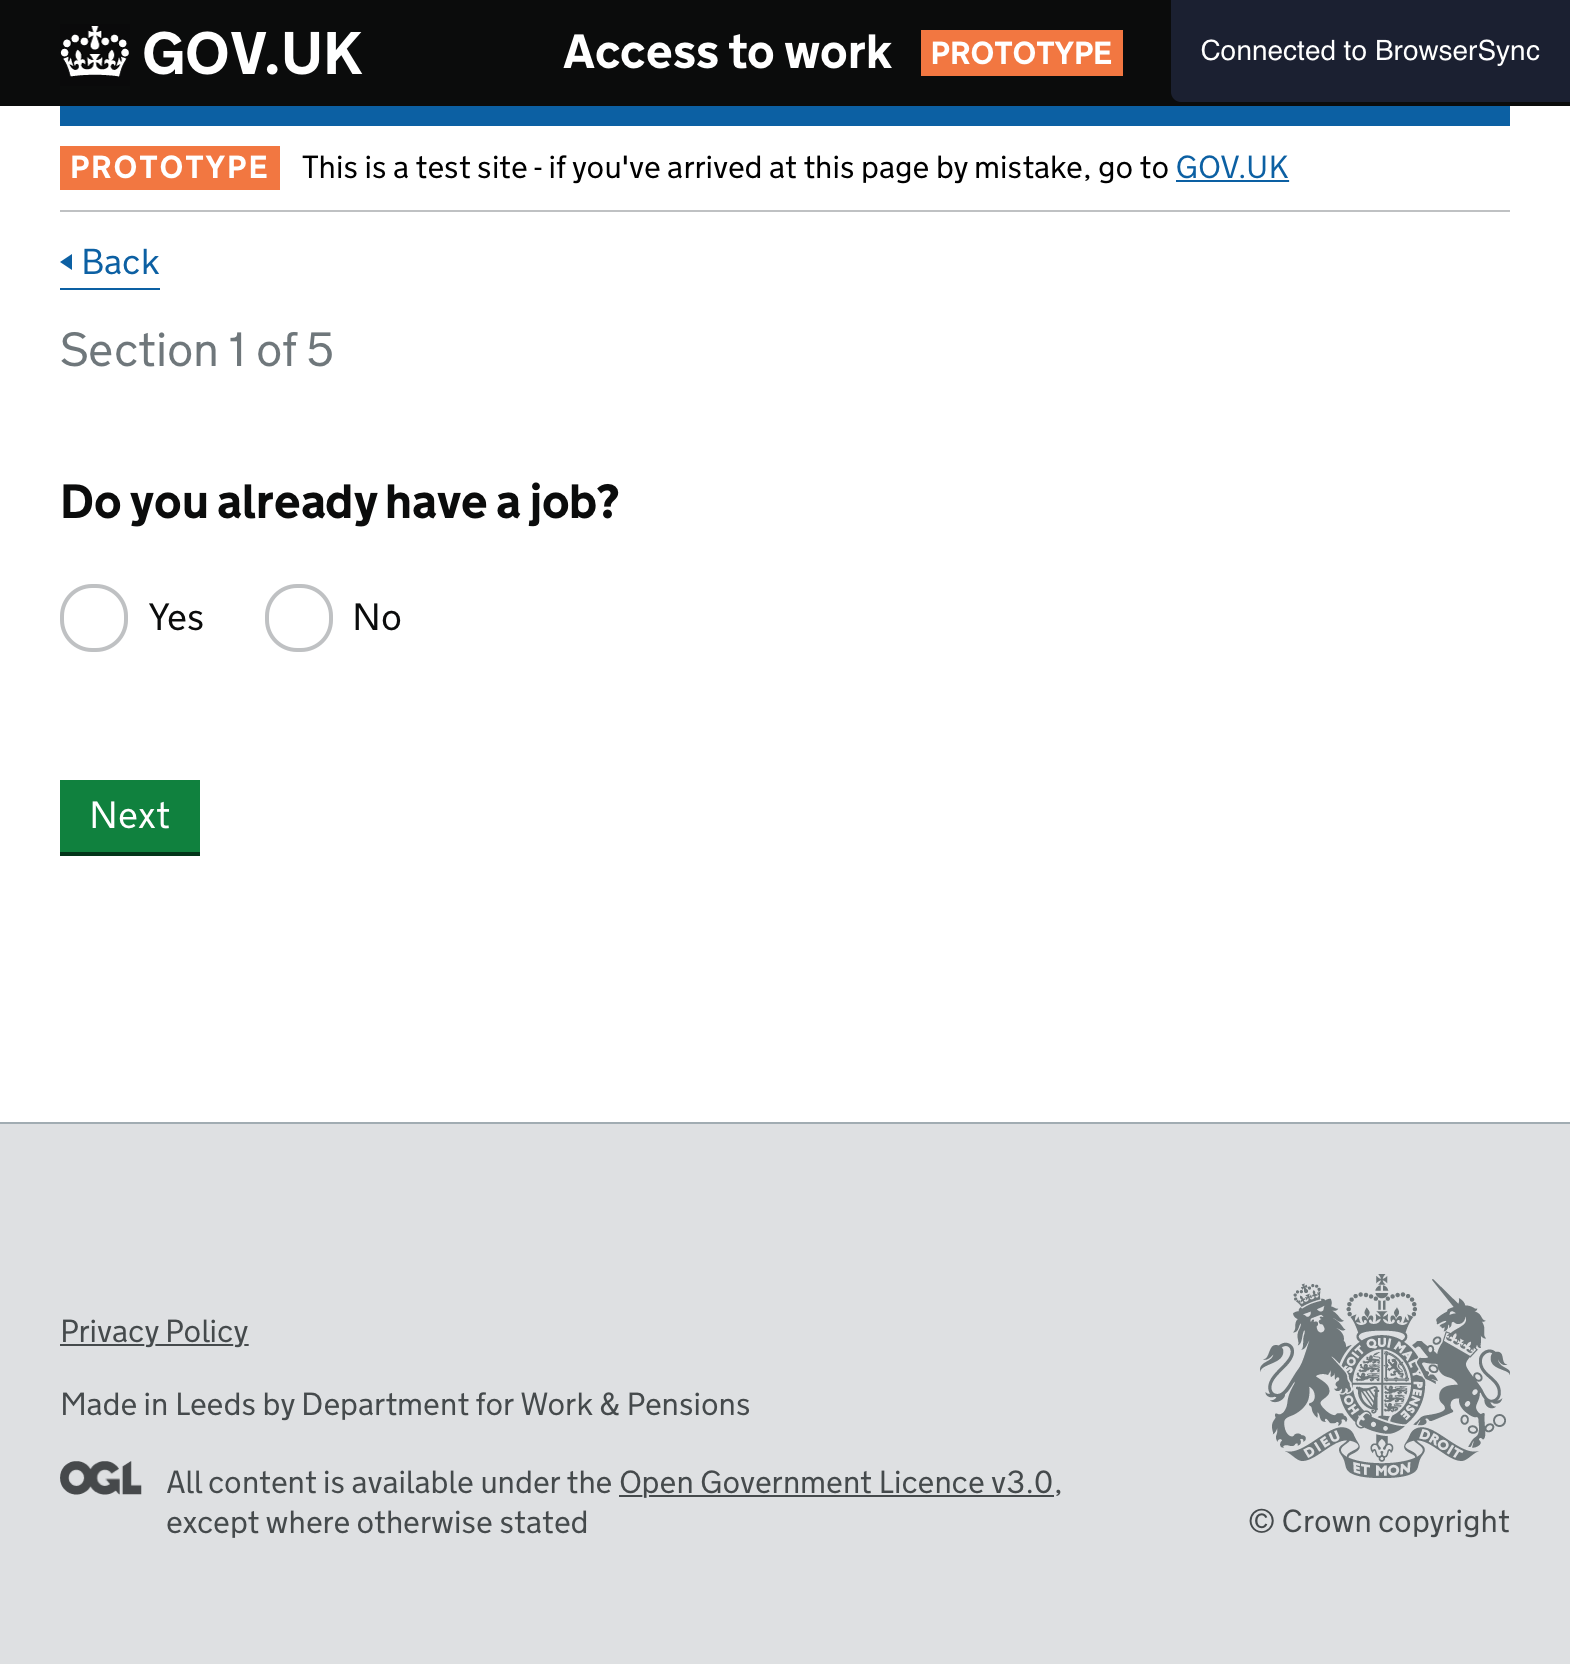 GOV.UK
Access to work
PROTOTYPE
Connected to BrowserSync
PROTOTYPE
This is a test site - if you've arrived at this page by mistake, go to GOV.UK
Back
Section 1 of 5
Do you already have a job?
Yes
No
Next
Privacy Policy
Made in Leeds by Department for Work & Pensions
OGL
All content is available under the Open Government Licence v3.0,
except where otherwise stated
SOIT QUI MAL Y PENSE
HON
DIEU
ET MON
DROIT
© Crown copyright